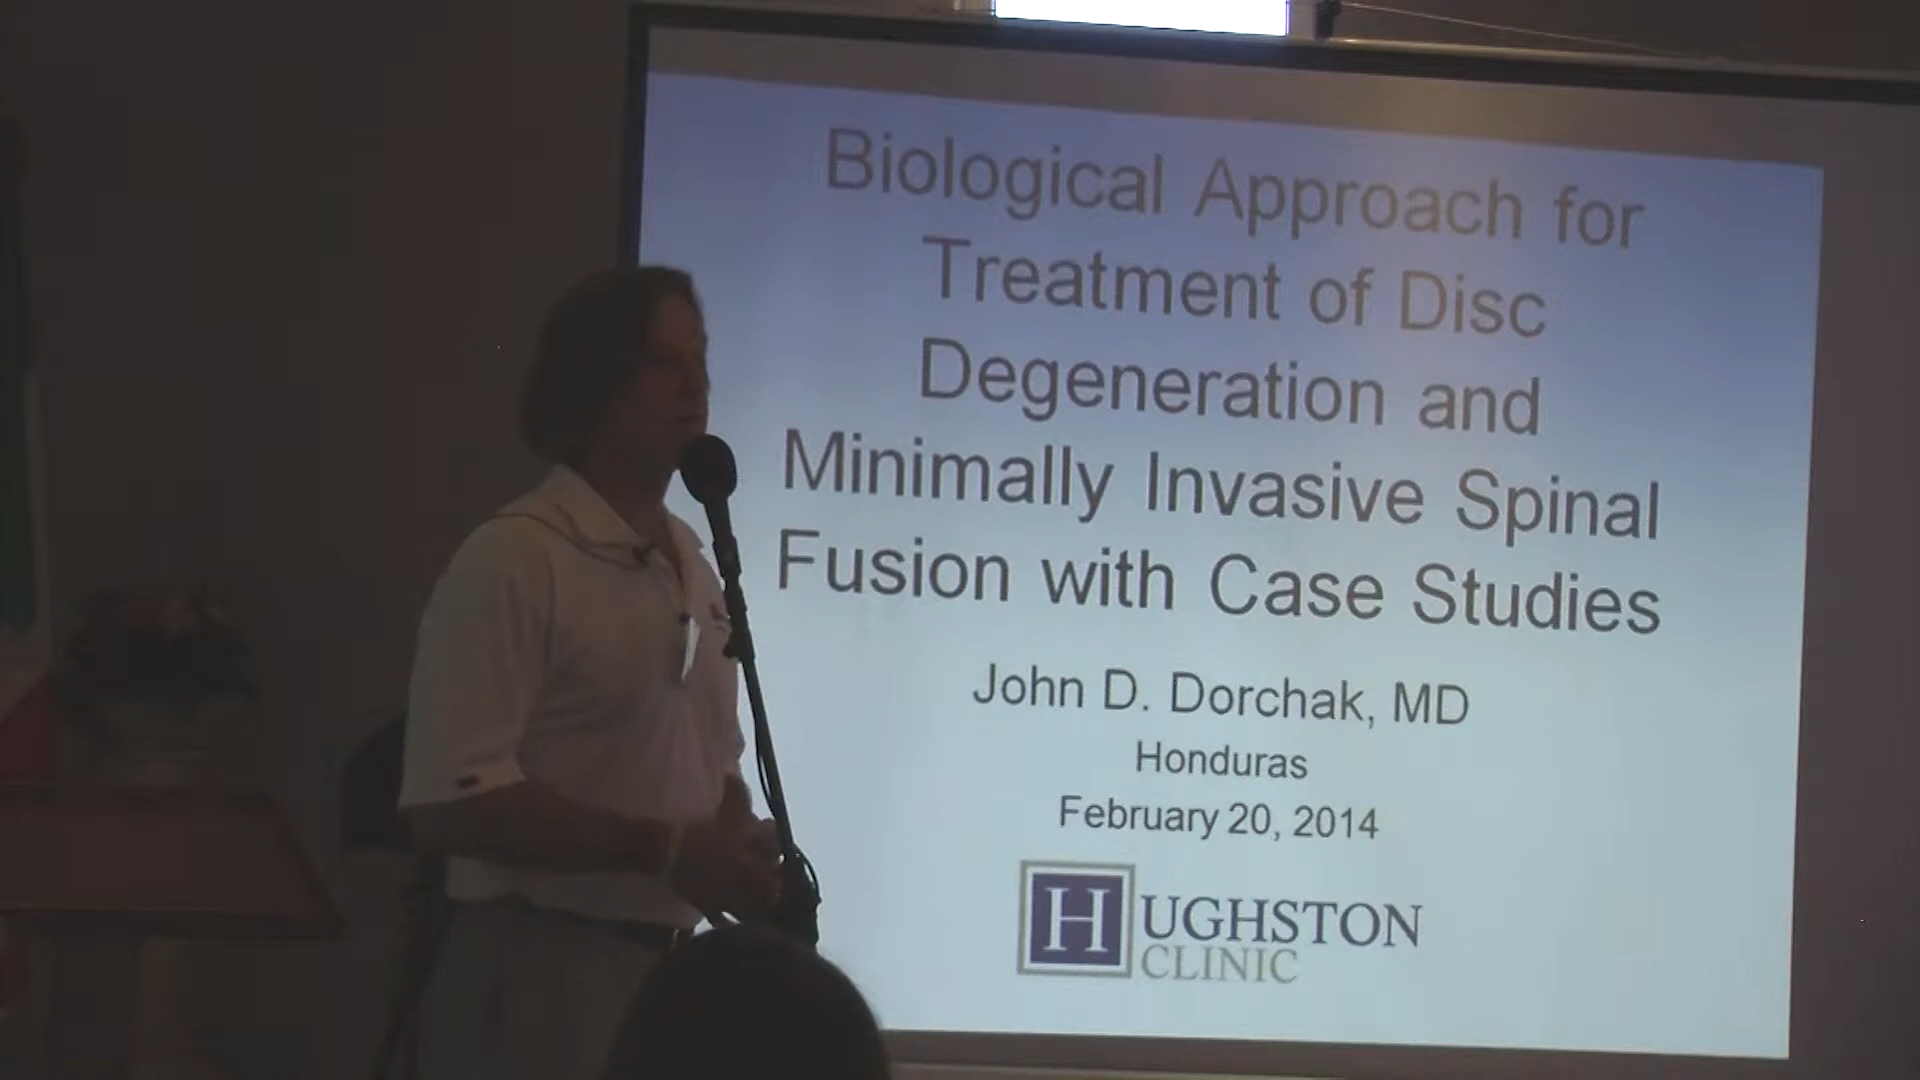 Biological Approach for
Treatment of Disc
Degeneration and
Minimally Invasive Spinal
Fusion with Case Studies
John D. Dorchak, MD
Honduras
February 20, 2014
HUGHSTON
CLINIC